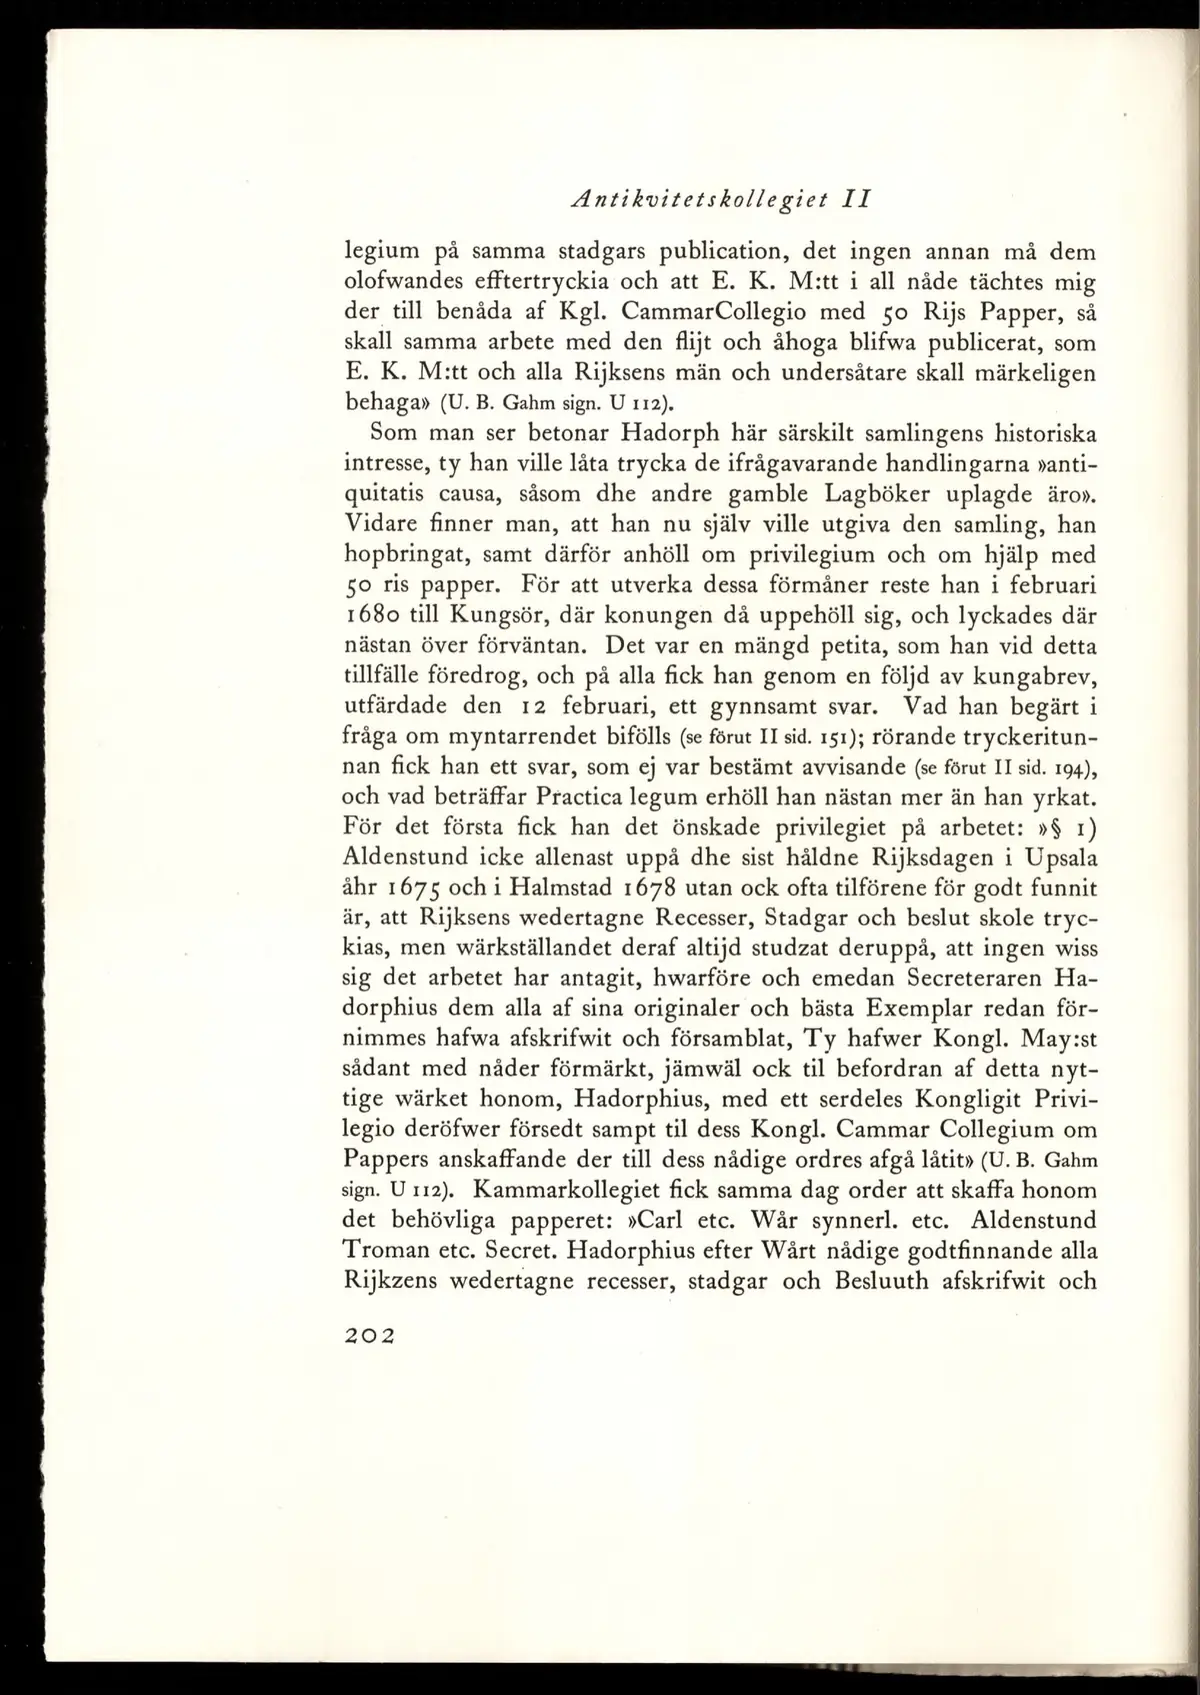 Antikvitetskollegiet II
legium på samma stadgars publication, det ingen annan må dem
olofwandes efftertryckia och att E. K. M:tt i all nåde tächtes mig
der till benåda af Kgl. CammarCollegio med 50 Rijs Papper, så
skall samma arbete med den flijt och åhoga blifwa publicerat, som
E. K. M:tt och alla Rijksens män och undersåtare skall märkeligen
behaga» (U. B. Gahm sign. U 112).
Som man ser betonar Hadorph här särskilt samlingens historiska
intresse, ty han ville låta trycka de ifrågavarande handlingarna »anti-
quitatis causa, såsom dhe andre gamble Lagböker uplagde äro».
Vidare finner man, att han nu själv ville utgiva den samling, han
hopbringat, samt därför anhöll om privilegium och om hjälp med
50 ris papper. För att utverka dessa förmåner reste han i februari
1680 till Kungsör, där konungen då uppehöll sig, och lyckades där
nästan över förväntan. Det var en mängd petita, som han vid detta
tillfälle föredrog, och på alla fick han genom en följd av kungabrev,
utfärdade den 12 februari, ett gynnsamt svar. Vad han begärt i
fråga om myntarrendet bifölls (se förut II sid. 151); rörande tryckeritun-
nan fick han ett svar, som ej var bestämt avvisande (se förut II sid. 194),
och vad beträffar Practica legum erhöll han nästan mer än han yrkat.
För det första fick han det önskade privilegiet på arbetet: »§ 1)
Aldenstund icke allenast uppå dhe sist håldne Rijksdagen i Upsala
åhr 1675 och i Halmstad 1678 utan ock ofta tilförene för godt funnit
är, att Rijksens wedertagne Recesser, Stadgar och beslut skole tryc-
kias, men wärkställandet deraf altijd studzat deruppå, att ingen wiss
sig det arbetet har antagit, hwarföre och emedan Secreteraren Ha-
dorphius dem alla af sina originaler och bästa Exemplar redan för-
nimmes hafwa afskrifwit och församblat, Ty hafwer Kongl. May:st
sådant med nåder förmärkt, jämwäl ock til befordran af detta nyt-
tige wärket honom, Hadorphius, med ett serdeles Kongligit Privi-
legio deröfwer försedt sampt til dess Kongl. Cammar Collegium om
Pappers anskaffande der till dess nådige ordres afgå låtit» (U. B. Gahm
sign. U 112). Kammarkollegiet fick samma dag order att skaffa honom
det behövliga papperet: »Carl etc. Wår synnerl. etc. Aldenstund
Troman etc. Secret. Hadorphius efter Wårt nådige godtfinnande alla
Rijkzens wedertagne recesser, stadgar och Besluuth afskrifwit och
202